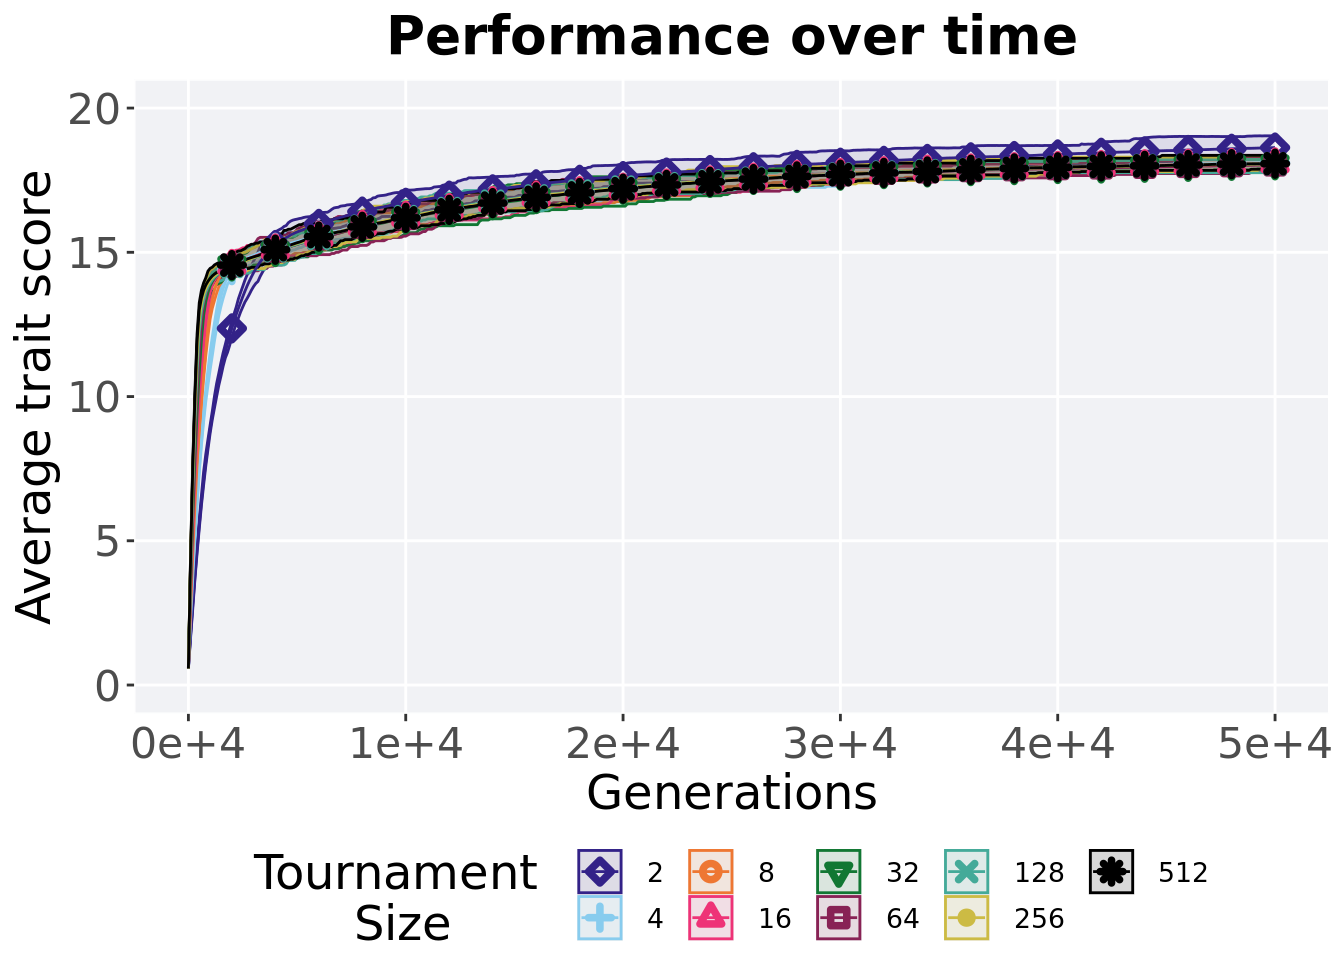 Performance over time
20
15
10
5
0
Average trait score
0e+4 1e+4 2e+4 3e+4 4e+4 5e+4
Generations
Tournament
Size
2 8 32 128 512
4 16 64 256